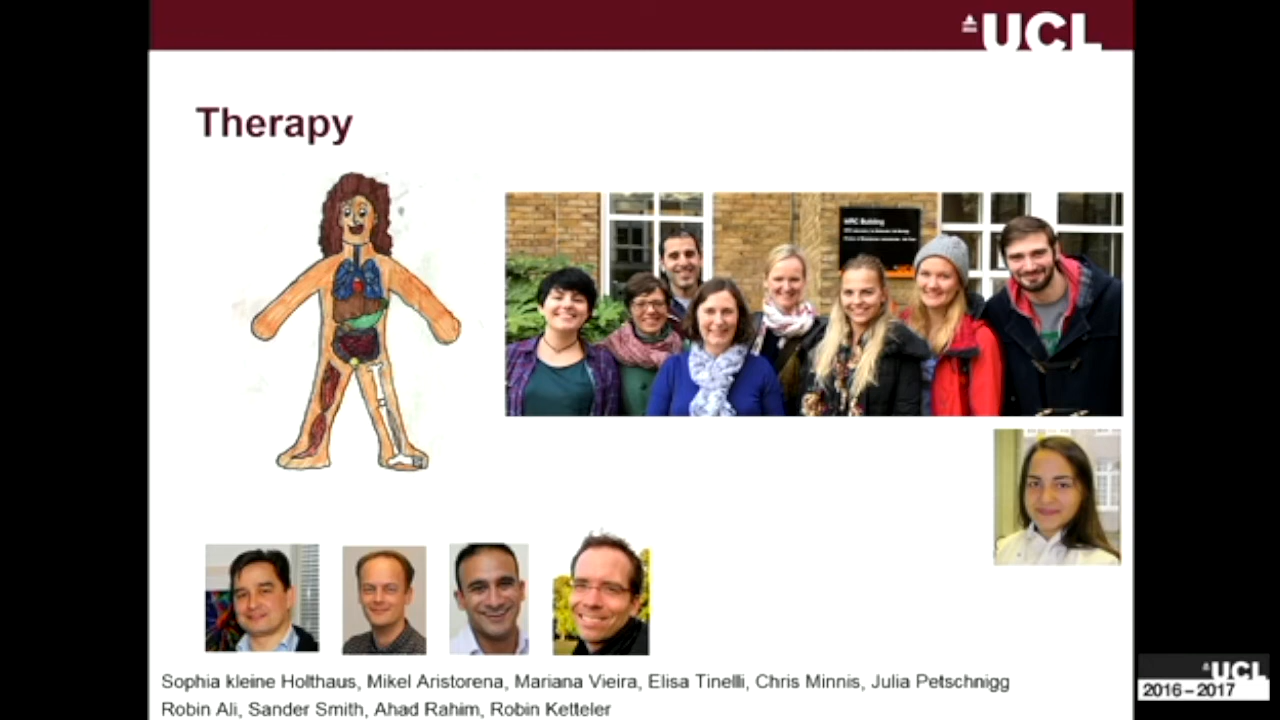 UCL
Therapy
MRC Building
Sophia kleine Holthaus, Mikel Aristorena, Mariana Vieira, Elisa Tinelli, Chris Minnis, Julia Petschnigg
Robin Ali, Sander Smith, Ahad Rahim, Robin Ketteler
UCL
2016 – 2017